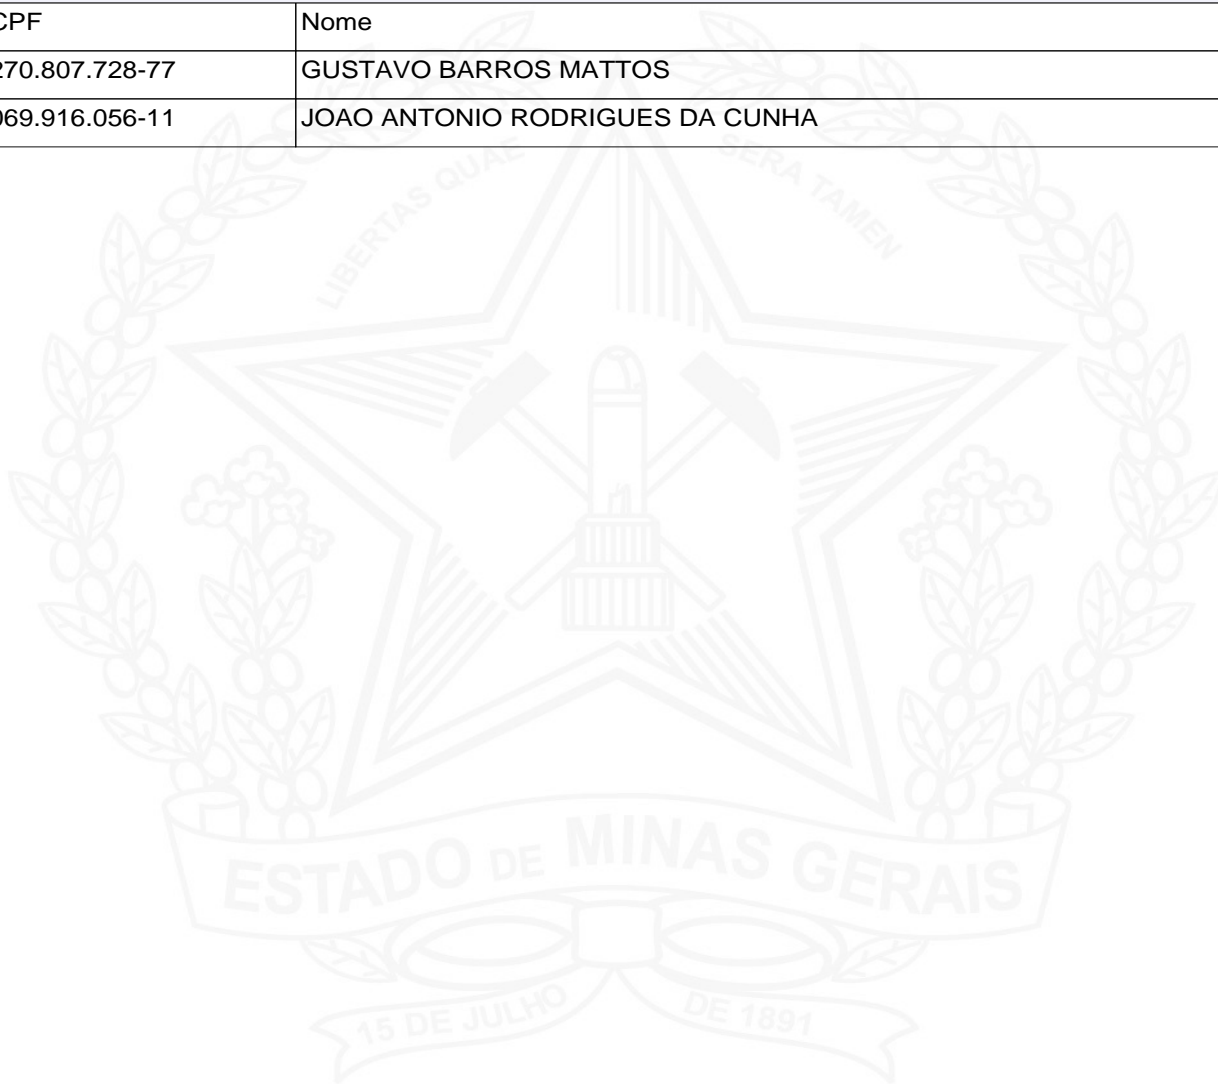 CPF Nome
270.807.728-77 GUSTAVO BARROS MATTOS
069.916.056-11 JOAO ANTONIO RODRIGUES DA CUNHA
LIBERTAS QUAE SERA TAMEN
ESTADO DE MINAS GERAIS
15 DE JULHO DE 1891